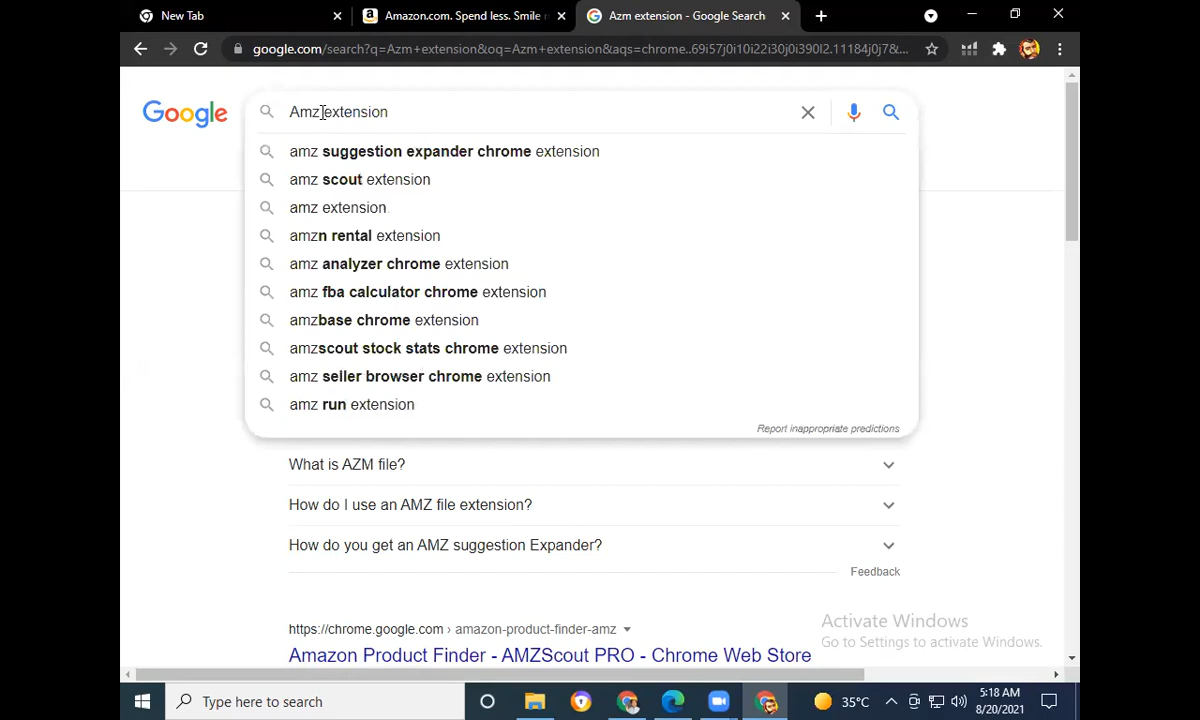 New Tab
Amazon.com. Spend less. Smile
Azm extension - Google Search
google.com/search?q=Azm+extension&oq=Azm+extension&aqs=chrome..69i57j0i10i22i30j0i390l2.11184j0j7&...
Google
Amz extension
amz suggestion expander chrome extension
amz scout extension
amz extension
amzn rental extension
amz analyzer chrome extension
amz fba calculator chrome extension
amzbase chrome extension
amzscout stock stats chrome extension
amz seller browser chrome extension
amz run extension
Report inappropriate predictions
What is AZM file?
How do I use an AMZ file extension?
How do you get an AMZ suggestion Expander?
Feedback
https://chrome.google.com › amazon-product-finder-amz
Amazon Product Finder - AMZScout PRO - Chrome Web Store
Activate Windows
Go to Settings to activate Windows.
Type here to search
35°C
5:18 AM
8/20/2021